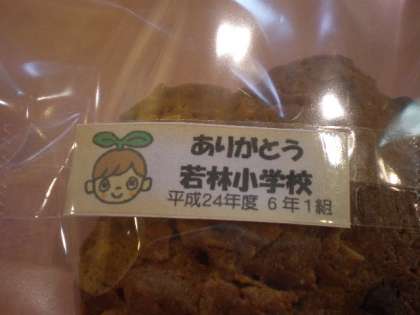 ありがとう
若林小学校
平成24年度 6年1組